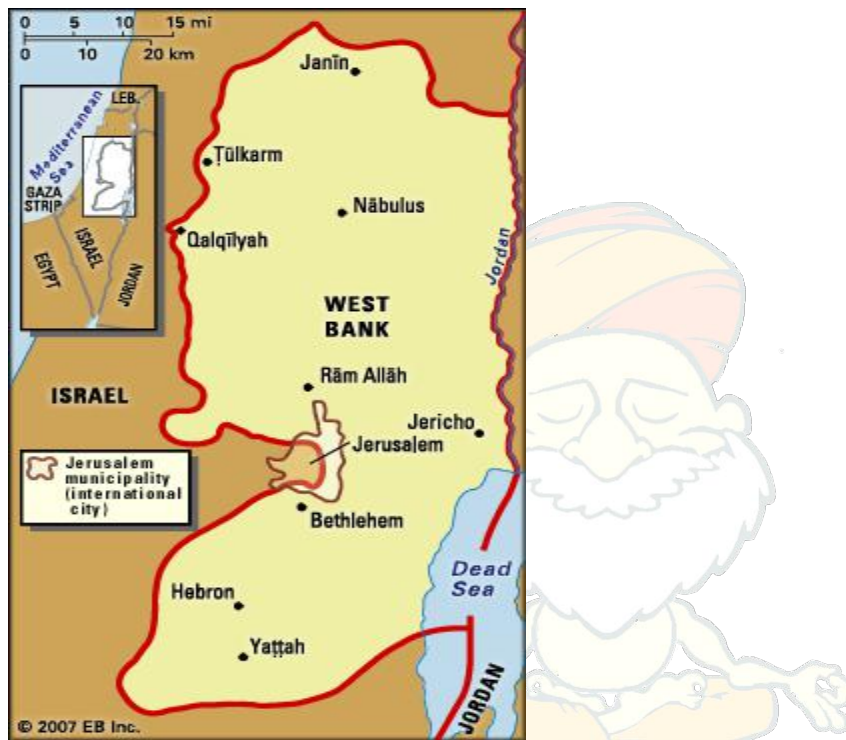 0 5 10 15 mi
0 10 20 km
Janīn
LEB.
Mediterranean
Sea
Ṭūlkarm
GAZA
STRIP
Nābulus
Qalqīlyah
ISRAEL
EGYPT
JORDAN
Jordan
WEST
BANK
Rām Allāh
ISRAEL
Jericho
Jerusalem
Jerusalem
municipality
(international
city)
Bethlehem
Dead
Sea
Hebron
Yaṭṭah
JORDAN
© 2007 EB Inc.